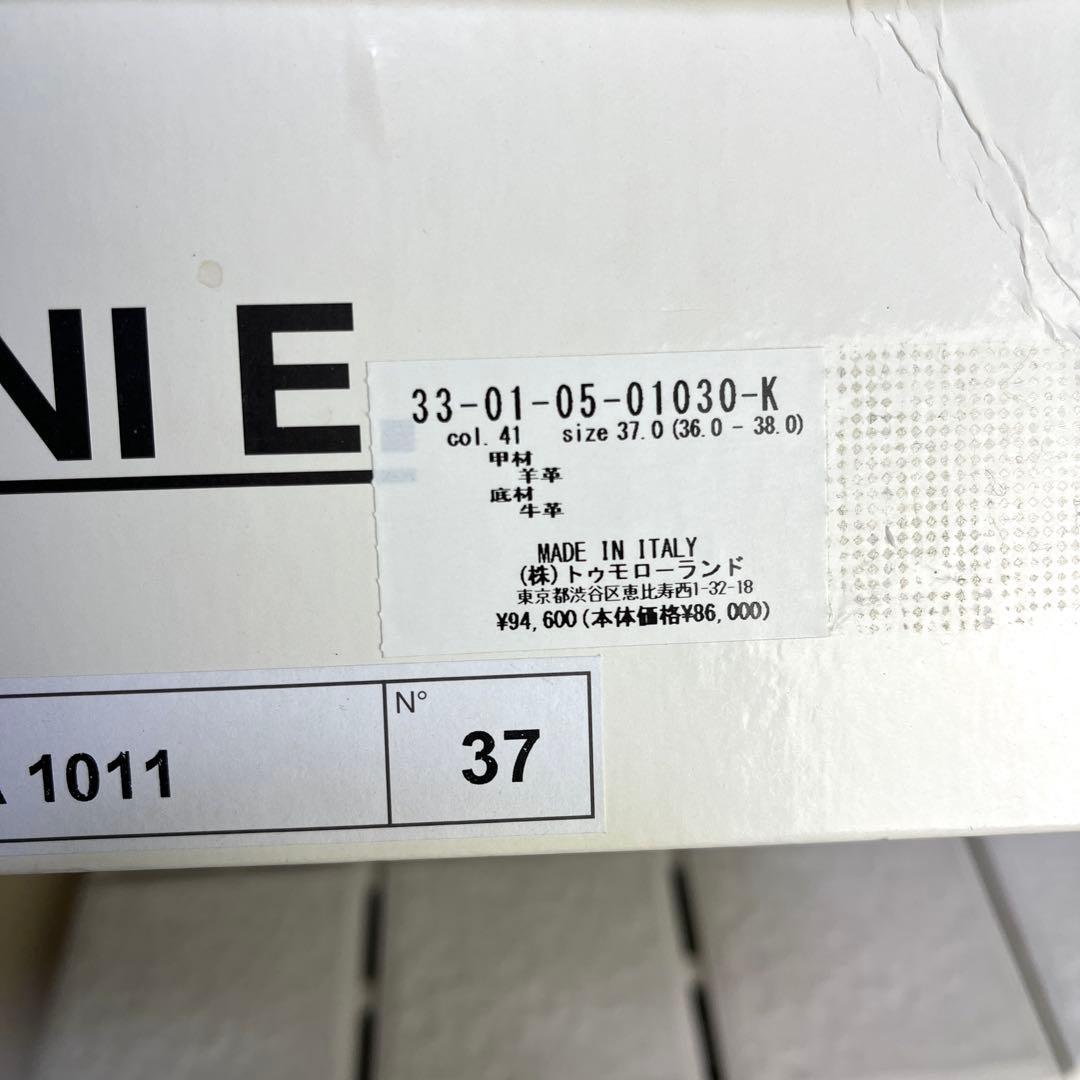 NI E
33-01-05-01030-K
col. 41 size 37.0 (36.0 - 38.0)
甲材
羊革
底材
牛革
MADE IN ITALY
(株)トゥモローランド
東京都渋谷区恵比寿西1-32-18
¥94,600(本体価格¥86,000)
N°
1011 37